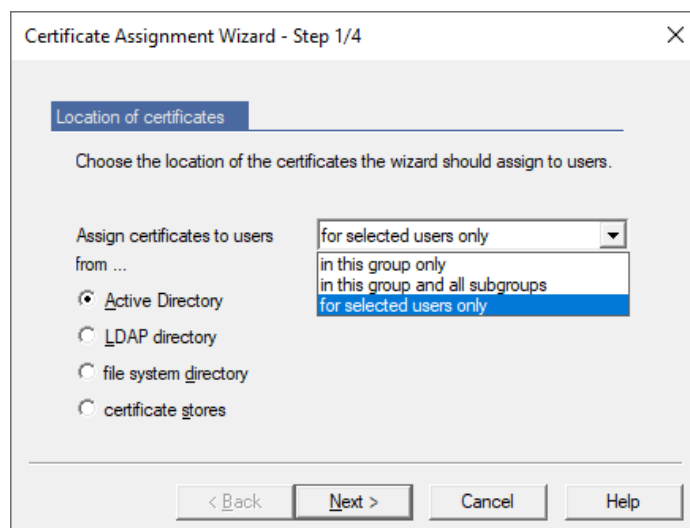 Certificate Assignment Wizard - Step 1/4
Location of certificates
Choose the location of the certificates the wizard should assign to users.
Assign certificates to users
for selected users only
from ...
in this group only
in this group and all subgroups
for selected users only
Active Directory
LDAP directory
file system directory
certificate stores
< Back
Next >
Cancel
Help